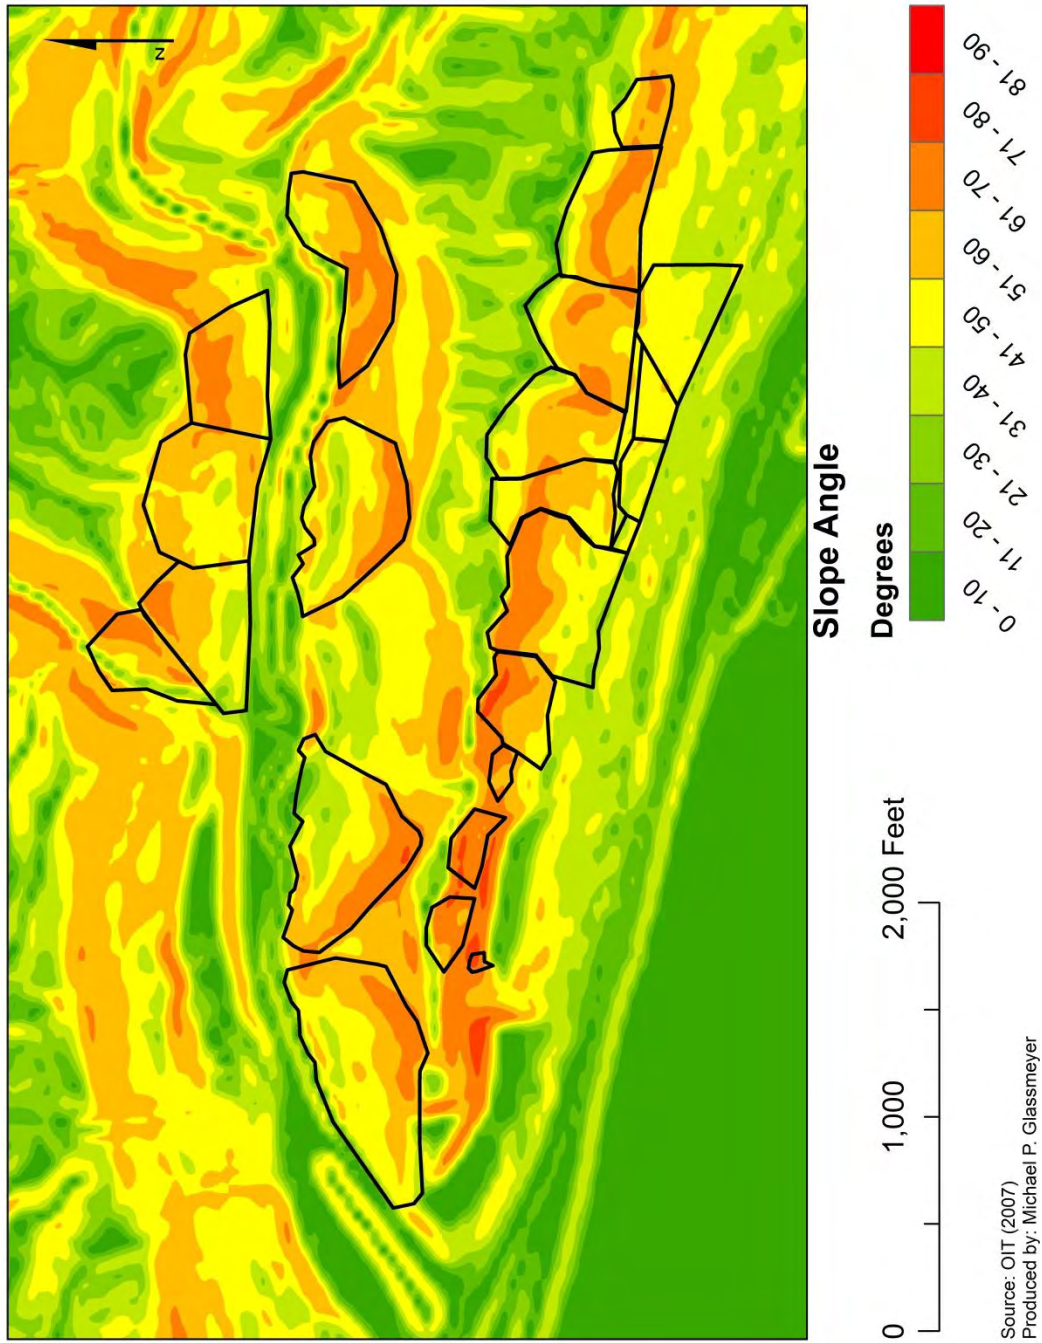 N
Slope Angle
Degrees
0 - 10
11 - 20
21 - 30
31 - 40
41 - 50
51 - 60
61 - 70
71 - 80
81 - 90
0 1,000 2,000 Feet
Source: OIT (2007)
Produced by: Michael P. Glassmeyer